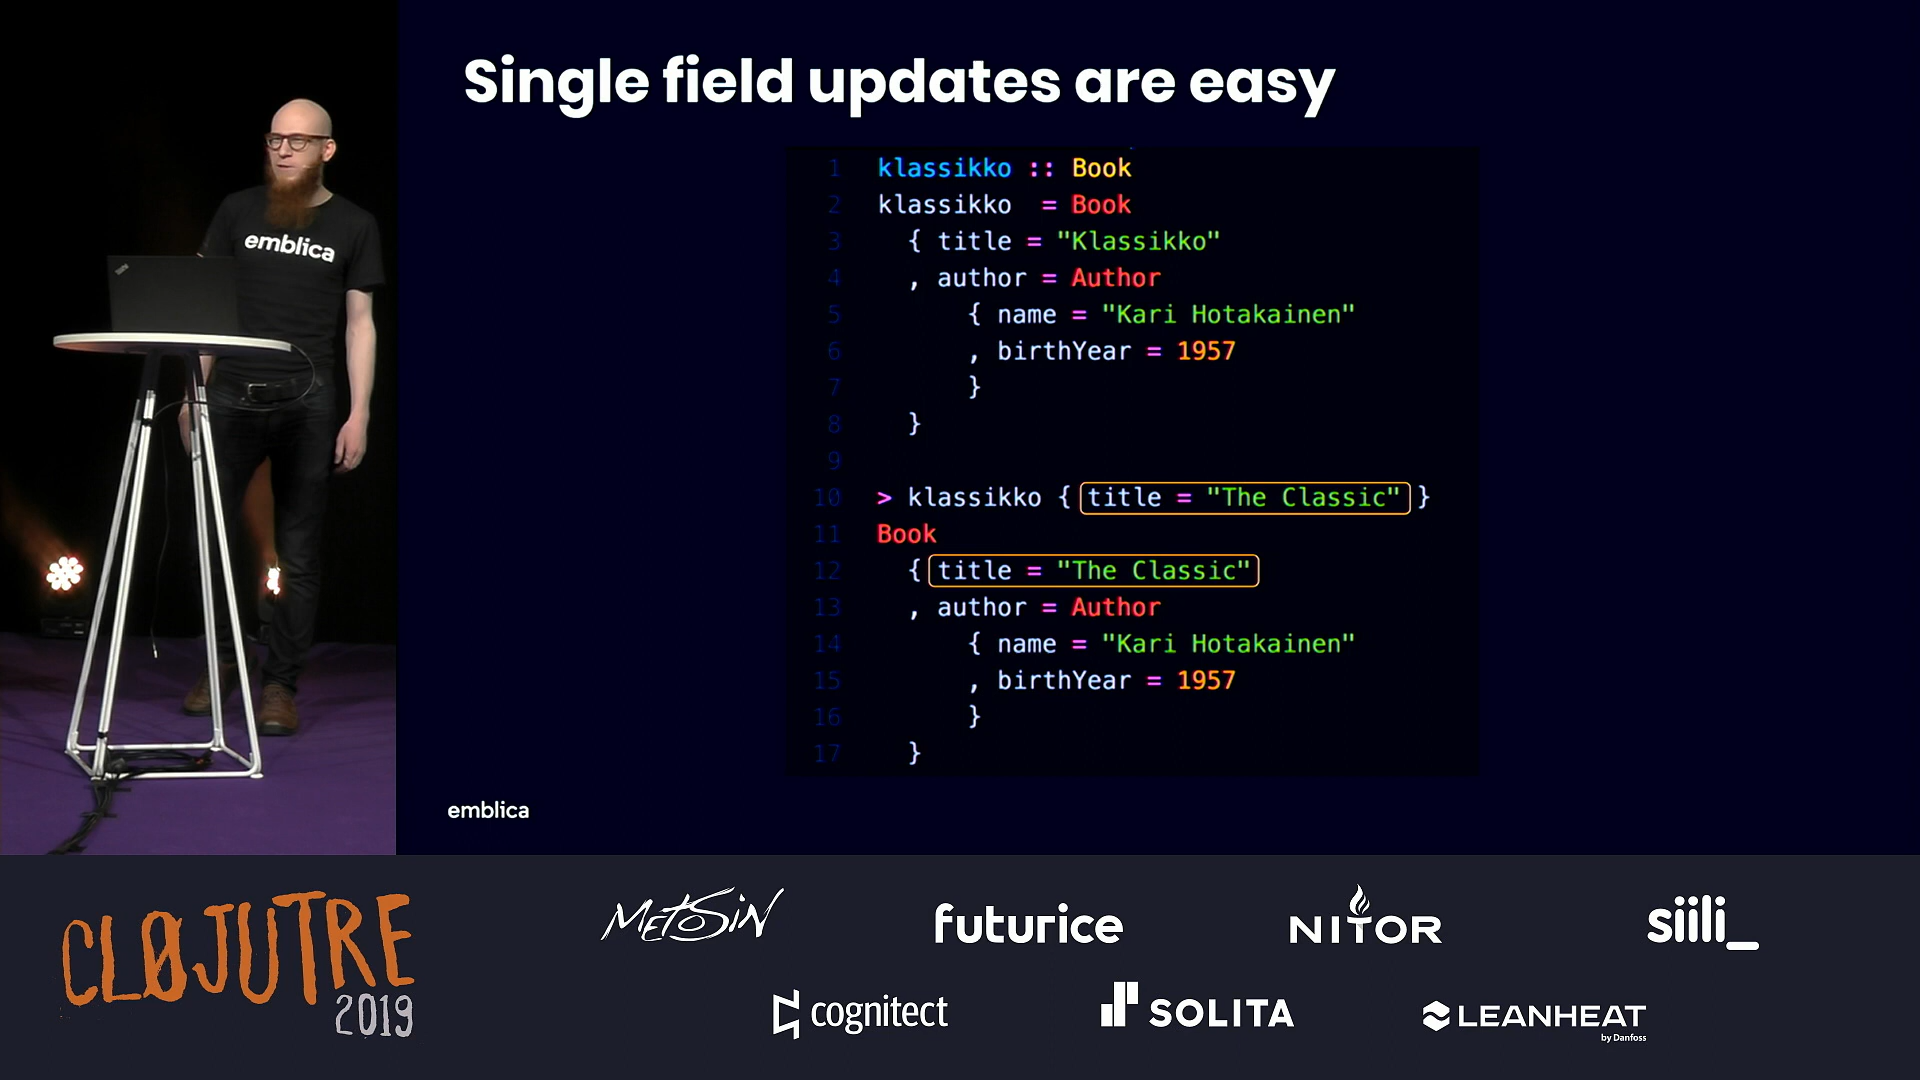 Single field updates are easy
1 klassikko :: Book
2 klassikko = Book
3 { title = "Klassikko"
4 , author = Author
5 { name = "Kari Hotakainen"
6 , birthYear = 1957
7 }
8 }
9
10 > klassikko { title = "The Classic" }
11 Book
12 { title = "The Classic"
13 , author = Author
14 { name = "Kari Hotakainen"
15 , birthYear = 1957
16 }
17 }
emblica
emblica
CLØJUTRE
2019
METOSIN
futurice
NITOR
siili_
cognitect
SOLITA
LEANHEAT
by Danfoss